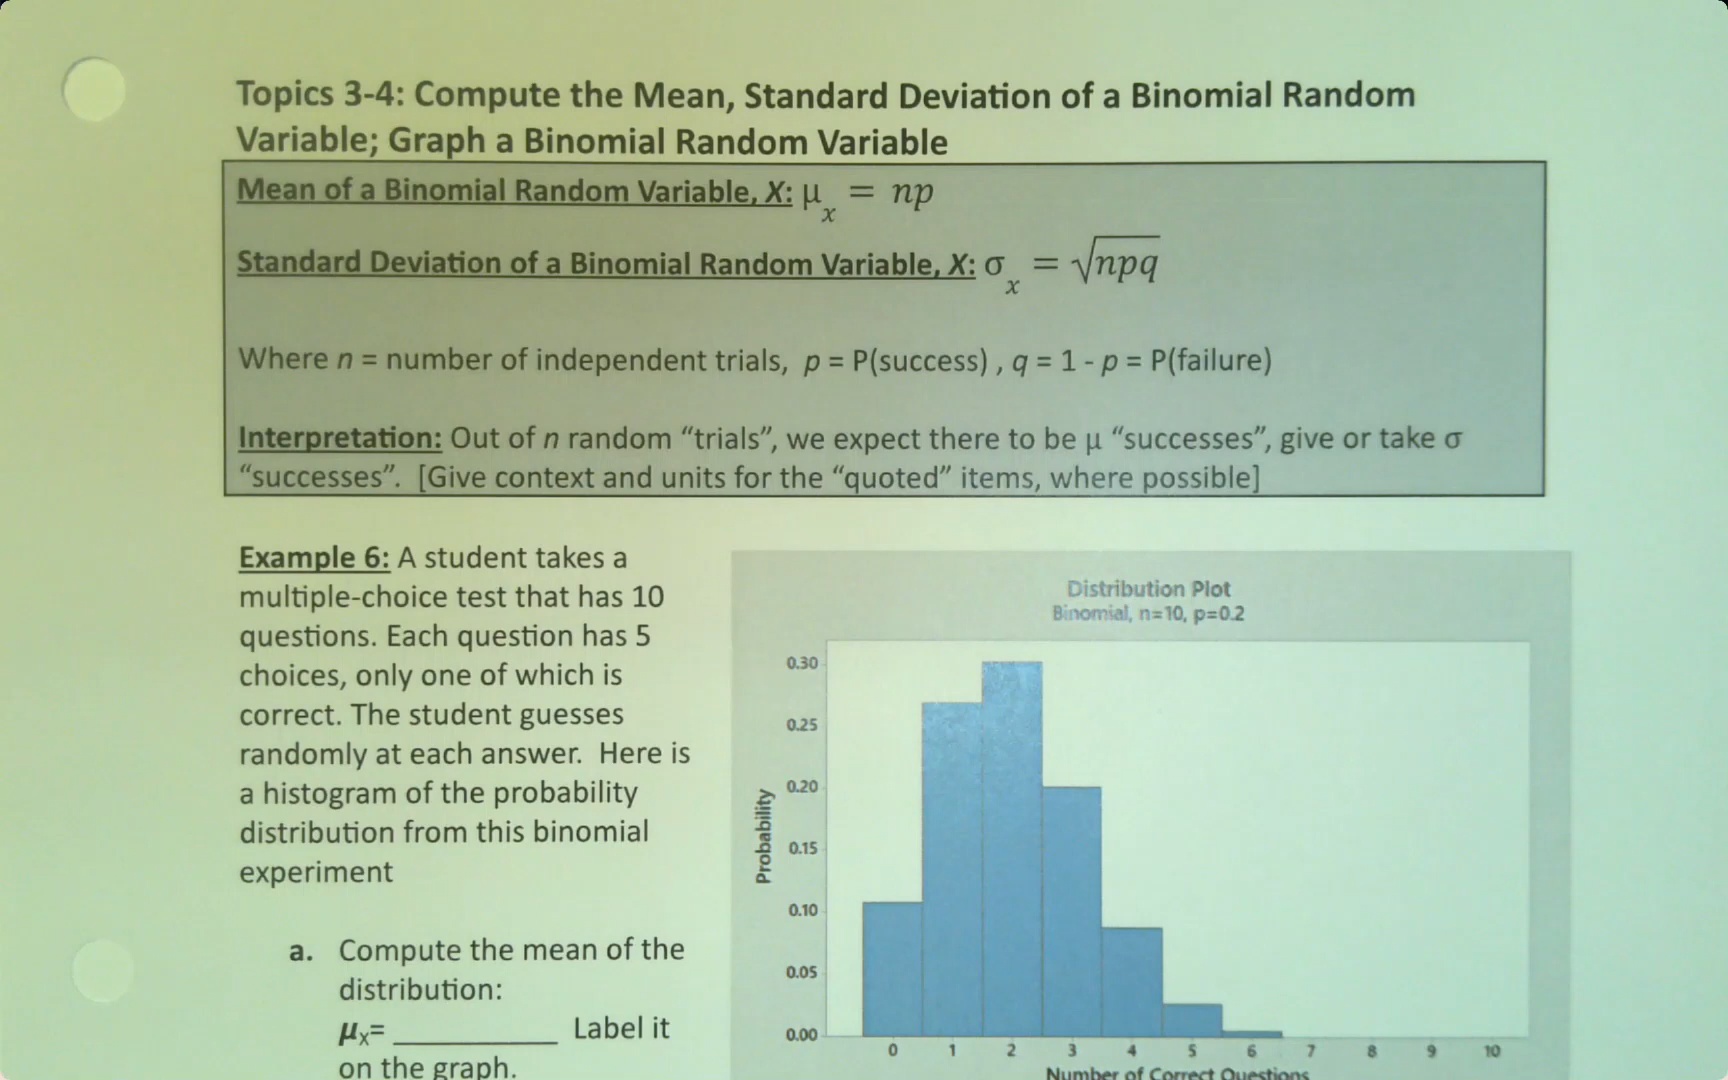 Topics 3-4: Compute the Mean, Standard Deviation of a Binomial Random
Variable; Graph a Binomial Random Variable
Mean of a Binomial Random Variable, X: μx = np
Standard Deviation of a Binomial Random Variable, X: σx = √npq
Where n = number of independent trials, p = P(success) , q = 1 - p = P(failure)
Interpretation: Out of n random “trials”, we expect there to be μ “successes”, give or take σ
“successes”. [Give context and units for the “quoted” items, where possible]
Example 6: A student takes a
multiple-choice test that has 10
questions. Each question has 5
choices, only one of which is
correct. The student guesses
randomly at each answer. Here is
a histogram of the probability
distribution from this binomial
experiment
a. Compute the mean of the
distribution:
μx= __________ Label it
on the graph.
Distribution Plot
Binomial, n=10, p=0.2
0.30
0.25
0.20
0.15
0.10
0.05
0.00
Probability
0 1 2 3 4 5 6 7 8 9 10
Number of Correct Questions